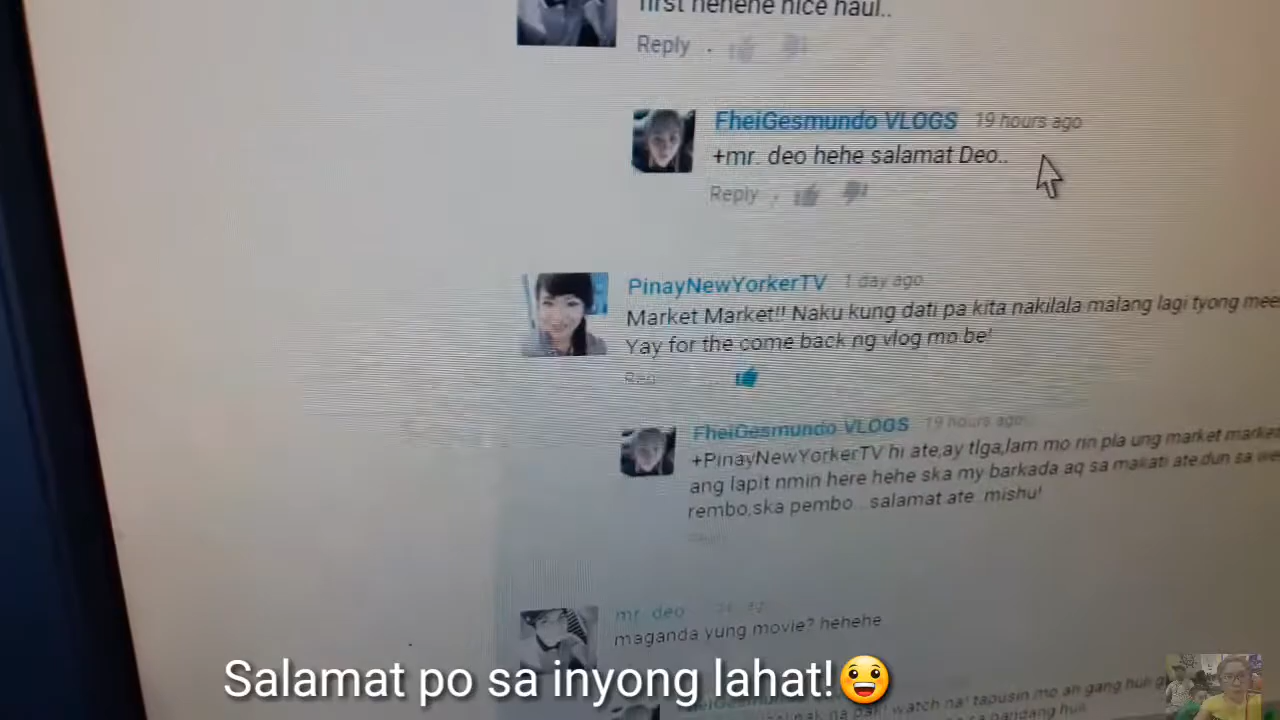 first hehehe nice haul..
Reply
FheiGesmundo VLOGS 19 hours ago
+mr. deo hehe salamat Deo..
Reply
PinayNewYorkerTV 1 day ago
Market Market!! Naku kung dati pa kita nakilala malang lagi tyong mee
Yay for the come back ng vlog mo be!
FheiGesmundo VLOGS 19 hours ago
+PinayNewYorkerTV hi ate,ay tlga,lam mo rin pla ung market market
ang lapit nmin here hehe ska my barkada aq sa makati ate.dun sa we
rembo,ska pembo...salamat ate..mishu!
mr. deo
maganda yung movie? hehehe
Salamat po sa inyong lahat!😀
watch na! tapusin mo